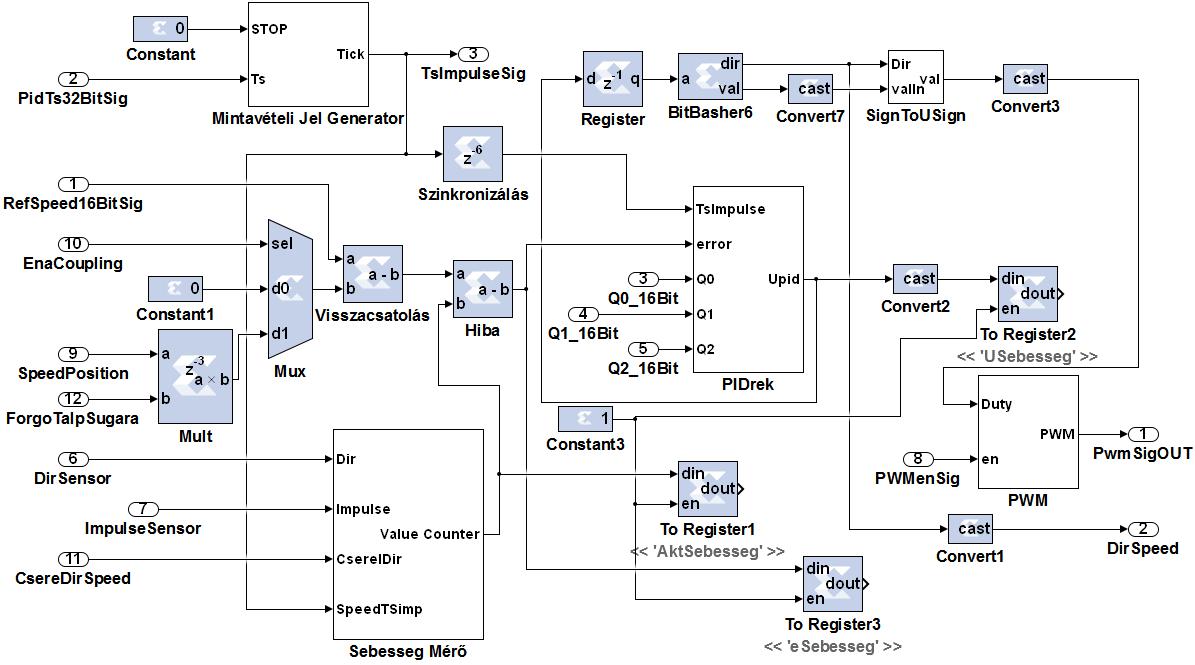 0
Constant
STOP
Tick
Ts
Mintavételi Jel Generator
2
PidTs32BitSig
3
TsImpulseSig
d z-1 q
Register
a
dir
val
BitBasher6
cast
Convert7
Dir
val
valIn
SignToUSign
cast
Convert3
z-6
Szinkronizálás
1
RefSpeed16BitSig
10
EnaCoupling
0
Constant1
sel
d0
d1
Mux
a
a - b
b
Visszacsatolás
a
a - b
b
Hiba
9
SpeedPosition
12
ForgoTalpSugara
a
z-3
a × b
b
Mult
TsImpulse
error
Q0
Upid
Q1
Q2
PIDrek
3
Q0_16Bit
4
Q1_16Bit
5
Q2_16Bit
cast
Convert2
din
dout
en
To Register2
<< 'USebesseg' >>
1
Constant3
Duty
PWM
en
PWM
8
PWMenSig
1
PwmSigOUT
6
DirSensor
7
ImpulseSensor
11
CsereDirSpeed
Dir
Impulse
Value Counter
CserelDir
SpeedTSimp
Sebesseg Mérő
din
dout
en
To Register1
<< 'AktSebesseg' >>
cast
Convert1
2
DirSpeed
din
dout
en
To Register3
<< 'eSebesseg' >>